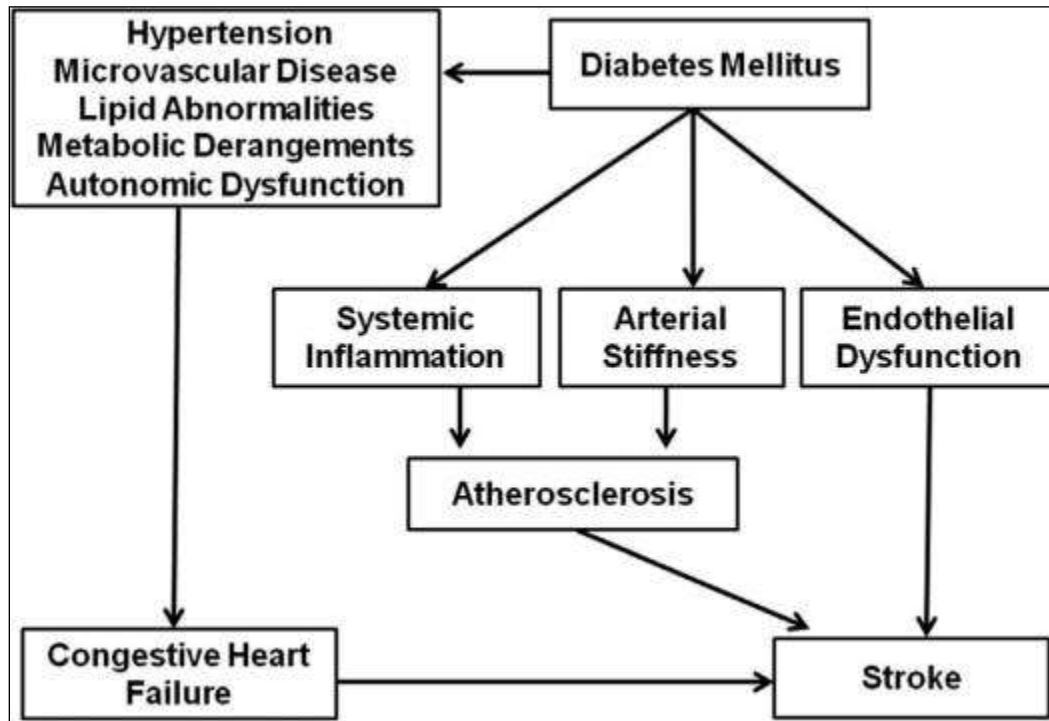 Hypertension
Microvascular Disease
Lipid Abnormalities
Metabolic Derangements
Autonomic Dysfunction
Diabetes Mellitus
Systemic
Inflammation
Arterial
Stiffness
Endothelial
Dysfunction
Atherosclerosis
Congestive Heart
Failure
Stroke